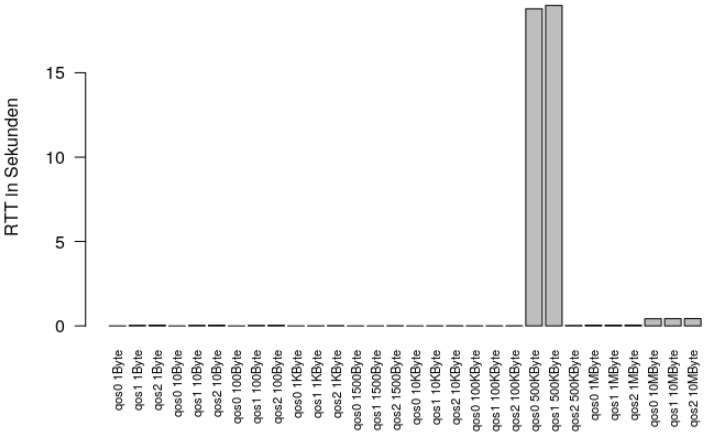 RTT In Sekunden
15
10
5
0
qos0 1Byte
qos1 1Byte
qos2 1Byte
qos0 10Byte
qos1 10Byte
qos2 10Byte
qos0 100Byte
qos1 100Byte
qos2 100Byte
qos0 1KByte
qos1 1KByte
qos2 1KByte
qos0 1500Byte
qos1 1500Byte
qos2 1500Byte
qos0 10KByte
qos1 10KByte
qos2 10KByte
qos0 100KByte
qos1 100KByte
qos2 100KByte
qos0 500KByte
qos1 500KByte
qos2 500KByte
qos0 1MByte
qos1 1MByte
qos2 1MByte
qos0 10MByte
qos1 10MByte
qos2 10MByte